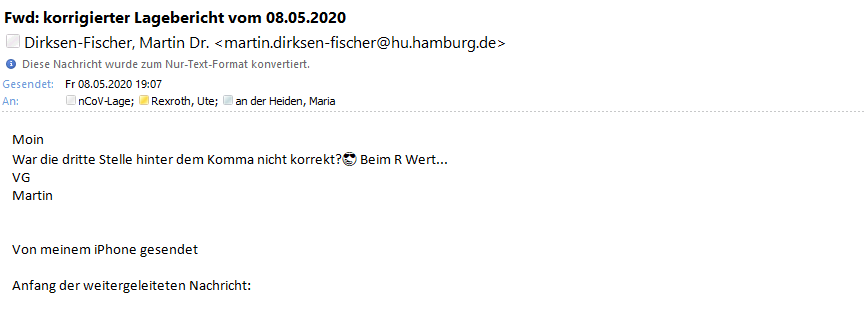 Fwd: korrigierter Lagebericht vom 08.05.2020
Dirksen-Fischer, Martin Dr. <martin.dirksen-fischer@hu.hamburg.de>
Diese Nachricht wurde zum Nur-Text-Format konvertiert.
Gesendet: Fr 08.05.2020 19:07
An: nCoV-Lage; Rexroth, Ute; an der Heiden, Maria
Moin
War die dritte Stelle hinter dem Komma nicht korrekt?😎 Beim R Wert...
VG
Martin
Von meinem iPhone gesendet
Anfang der weitergeleiteten Nachricht: